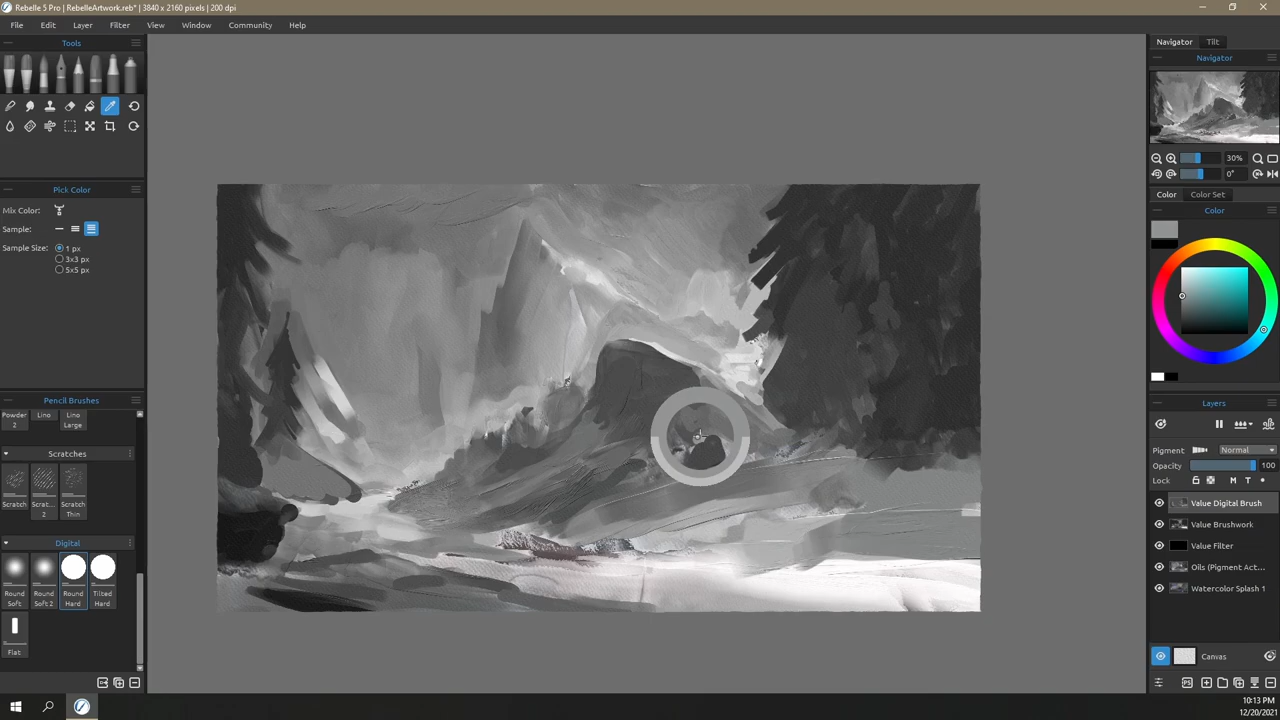 Rebelle 5 Pro | RebelleArtwork.reb* | 3840 x 2160 pixels | 200 dpi
File Edit Layer Filter View Window Community Help
Tools
Pick Color
Mix Color:
Sample:
Sample Size: 1 px
3x3 px
5x5 px
Pencil Brushes
Powder 2
Lino
Lino Large
Scratches
Scratch
Scrat... 2
Scratch Thin
Digital
Round Soft
Round Soft 2
Round Hard
Tilted Hard
Flat
Navigator Tilt
Navigator
30%
0°
Color Color Set
Color
Layers
Pigment Normal
Opacity 100
Lock M T
Value Digital Brush
Value Brushwork
Value Filter
Oils (Pigment Act...
Watercolor Splash 1
Canvas
PS
10:13 PM
12/20/2021